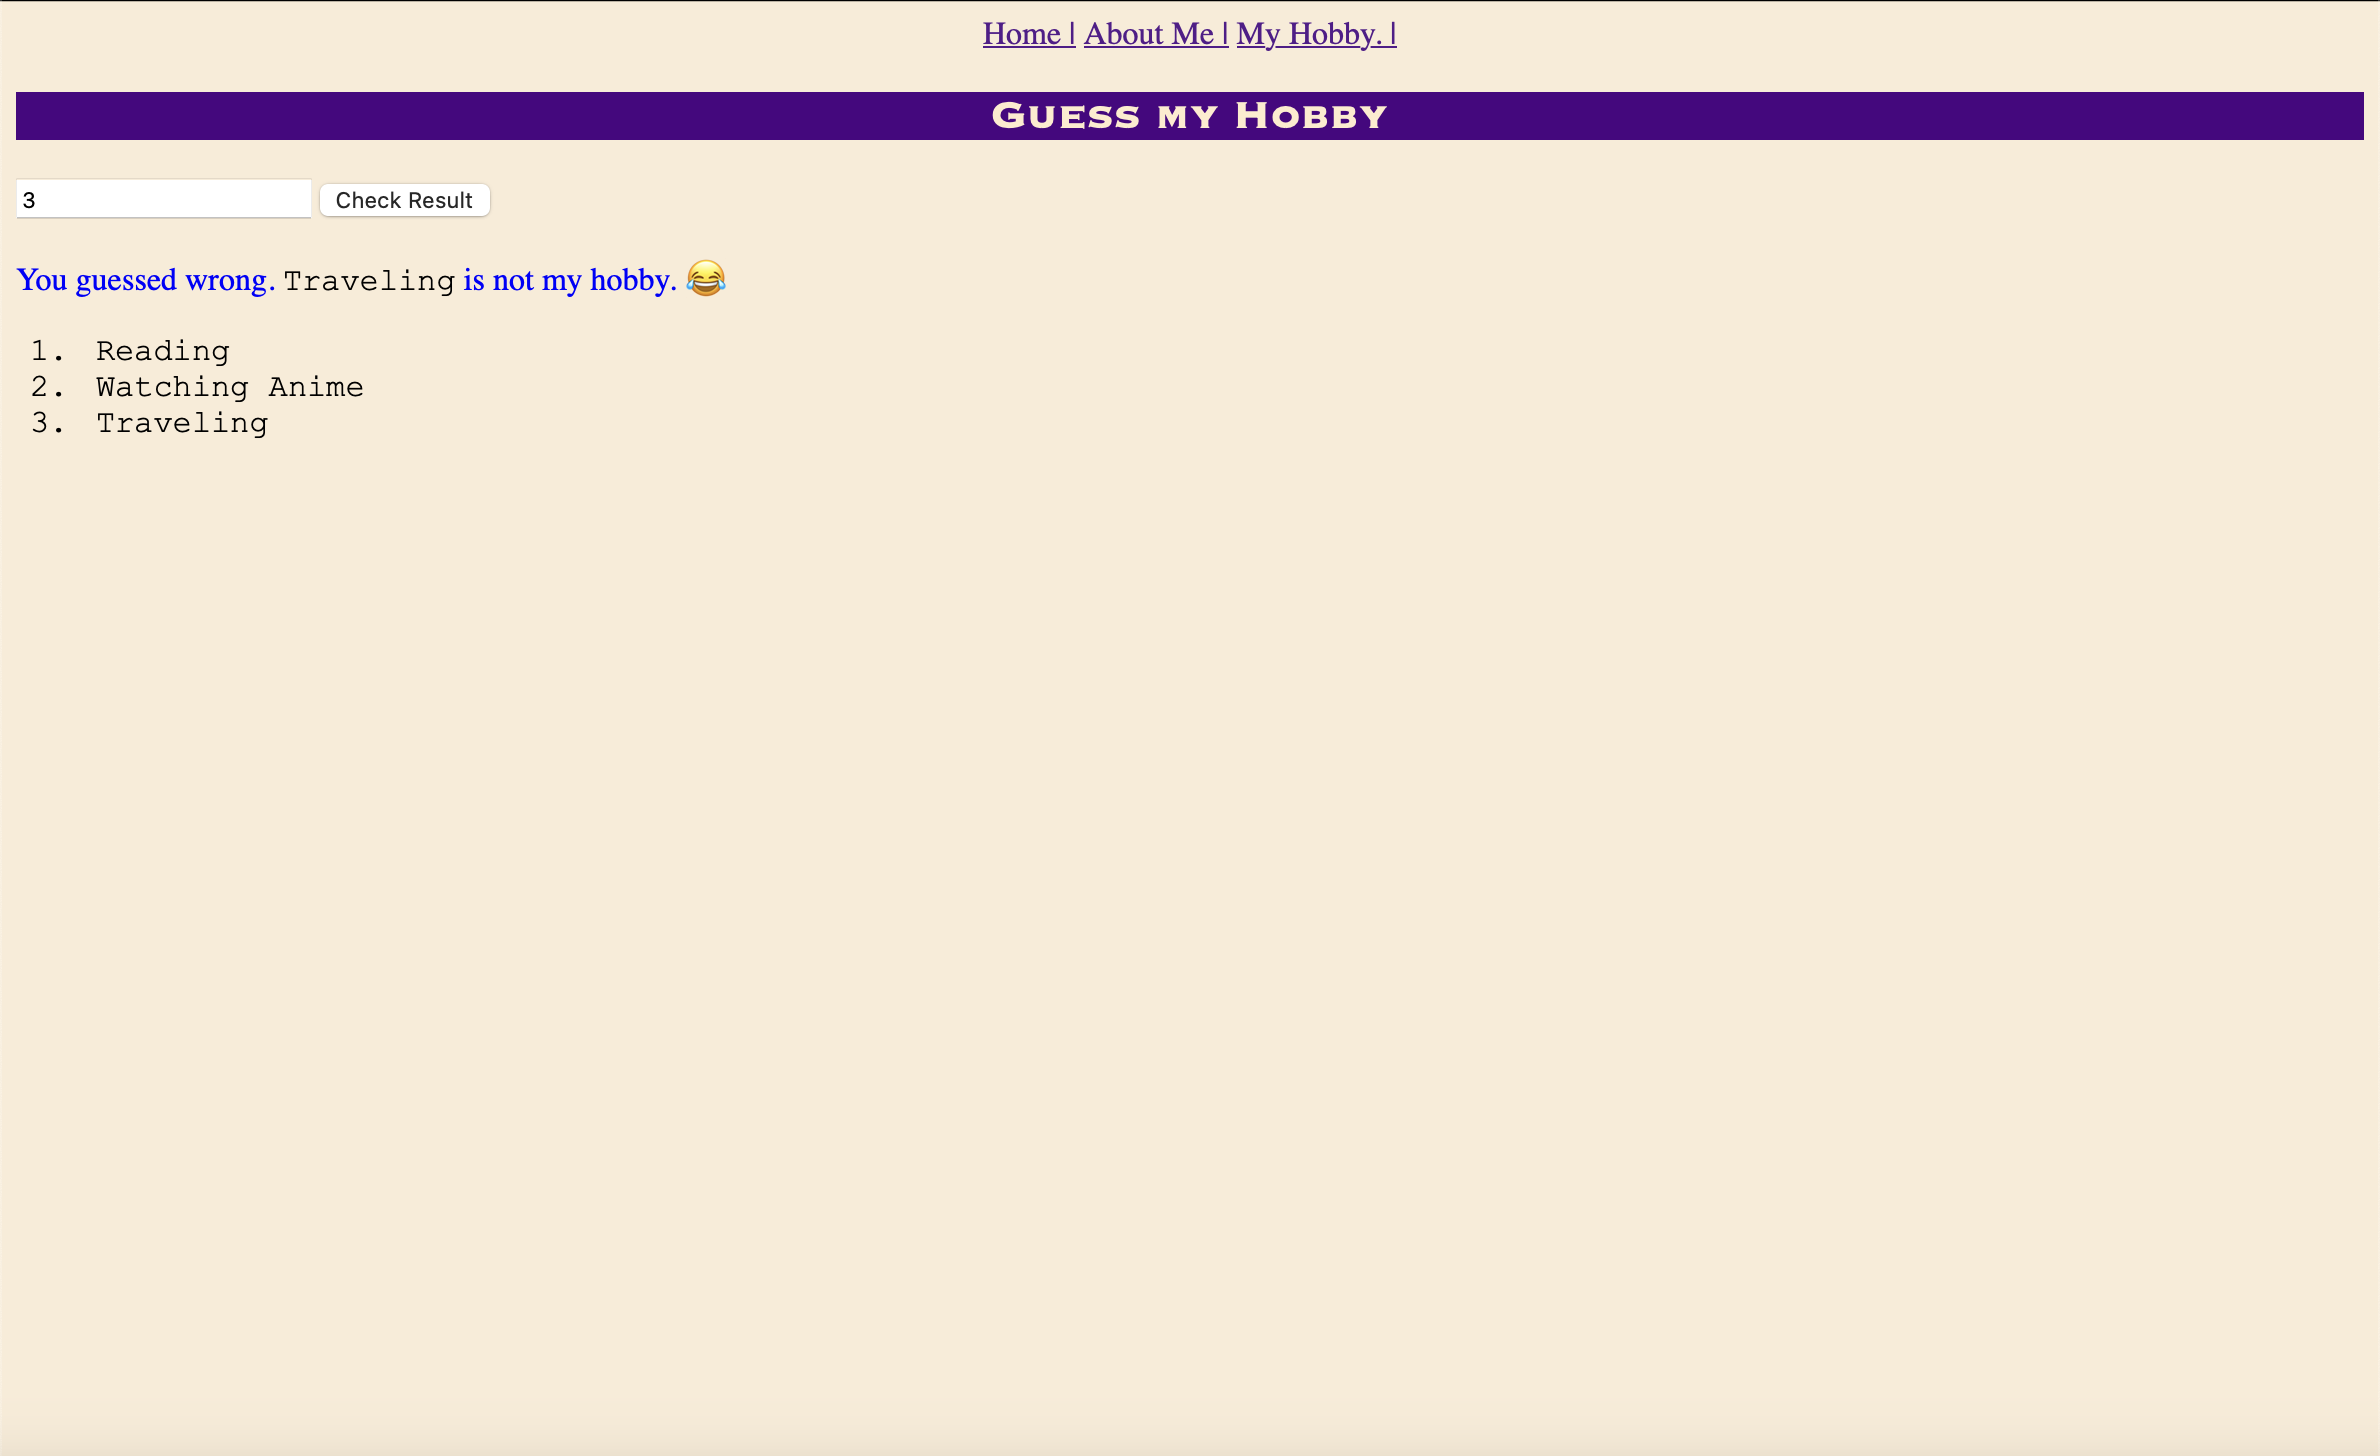 Home | About Me | My Hobby. |
Guess my Hobby
3 Check Result
You guessed wrong. Traveling is not my hobby. 😂
1. Reading
2. Watching Anime
3. Traveling